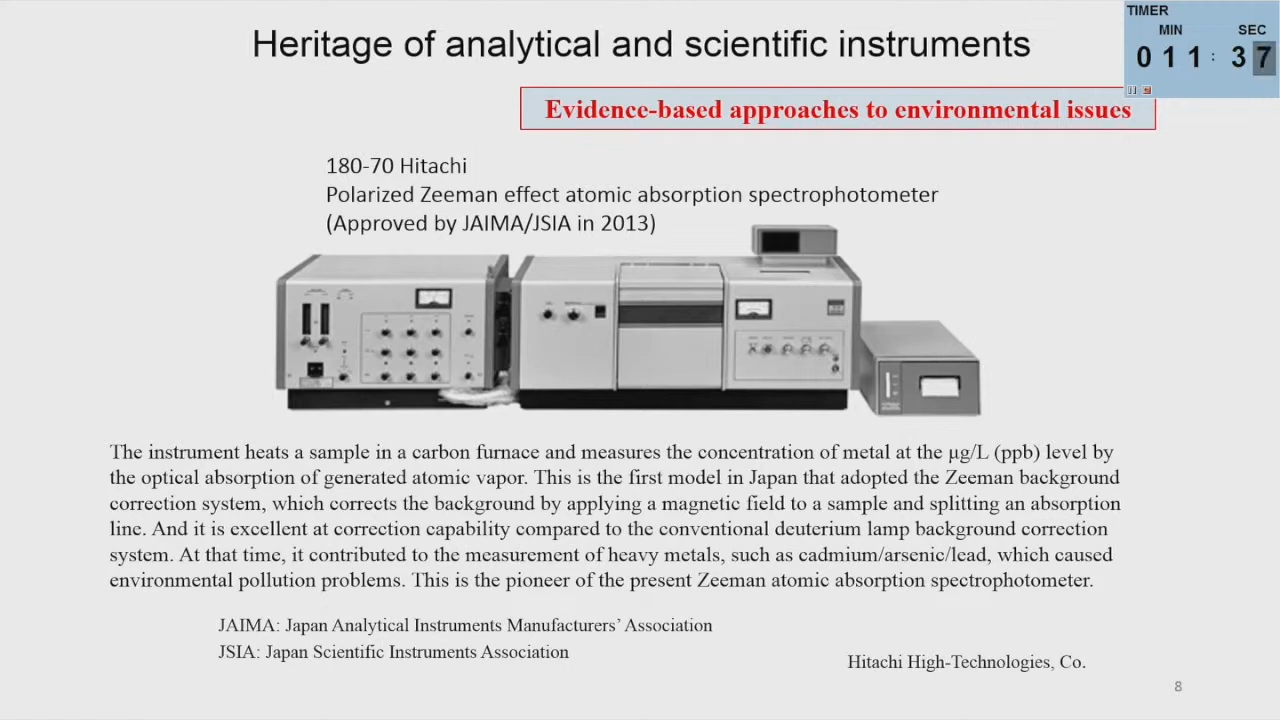 Heritage of analytical and scientific instruments
TIMER
MIN SEC
0 1 1 : 3 7
Evidence-based approaches to environmental issues
180-70 Hitachi
Polarized Zeeman effect atomic absorption spectrophotometer
(Approved by JAIMA/JSIA in 2013)
The instrument heats a sample in a carbon furnace and measures the concentration of metal at the μg/L (ppb) level by
the optical absorption of generated atomic vapor. This is the first model in Japan that adopted the Zeeman background
correction system, which corrects the background by applying a magnetic field to a sample and splitting an absorption
line. And it is excellent at correction capability compared to the conventional deuterium lamp background correction
system. At that time, it contributed to the measurement of heavy metals, such as cadmium/arsenic/lead, which caused
environmental pollution problems. This is the pioneer of the present Zeeman atomic absorption spectrophotometer.
JAIMA: Japan Analytical Instruments Manufacturers’ Association
JSIA: Japan Scientific Instruments Association
Hitachi High-Technologies, Co.
8